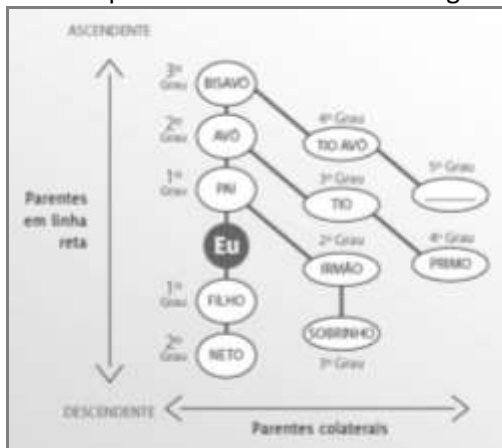 ASCENDENTE
3º
Grau
BISAVÔ
2º
Grau
AVÔ
4º Grau
TIO AVÔ
5º Grau
1º
Grau
PAI
3º Grau
TIO
Parentes
em linha
reta
Eu
2º Grau
IRMÃO
4º Grau
PRIMO
1º
Grau
FILHO
2º
Grau
NETO
SOBRINHO
3º Grau
DESCENDENTE
Parentes colaterais